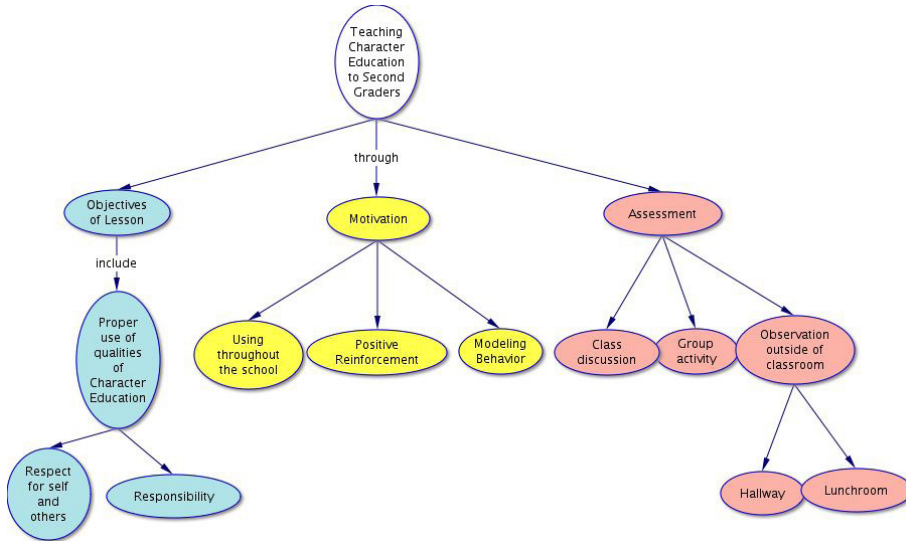 Teaching
Character
Education
to Second
Graders
through
Objectives
of Lesson
Motivation
Assessment
include
Proper
use of
qualities
of
Character
Education
Using
throughout
the school
Positive
Reinforcement
Modeling
Behavior
Class
discussion
Group
activity
Observation
outside of
classroom
Respect
for self
and
others
Responsibility
Hallway
Lunchroom